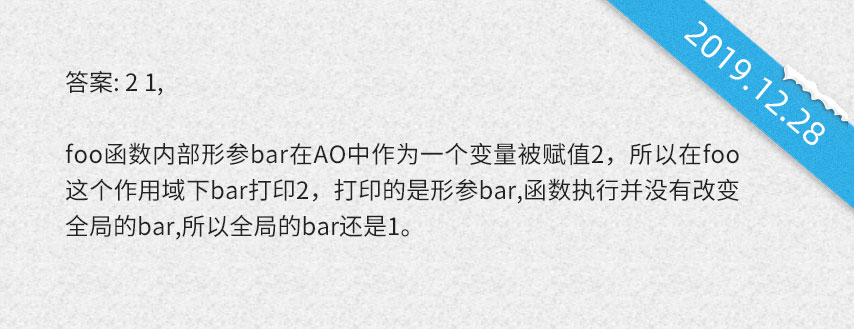 2019.12.28
答案: 2 1,
foo函数内部形参bar在AO中作为一个变量被赋值2，所以在foo
这个作用域下bar打印2，打印的是形参bar,函数执行并没有改变
全局的bar,所以全局的bar还是1。